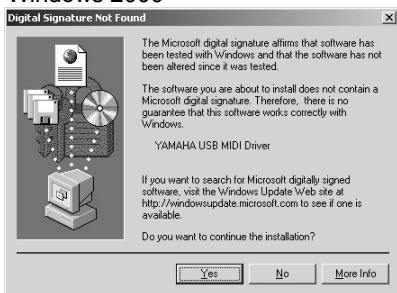 Windows 2000
Digital Signature Not Found
The Microsoft digital signature affirms that software has
been tested with Windows and that the software has not
been altered since it was tested.
The software you are about to install does not contain a
Microsoft digital signature. Therefore, there is no
guarantee that this software works correctly with
Windows.
YAMAHA USB MIDI Driver
If you want to search for Microsoft digitally signed
software, visit the Windows Update Web site at
http://windowsupdate.microsoft.com to see if one is
available.
Do you want to continue the installation?
Yes No More Info